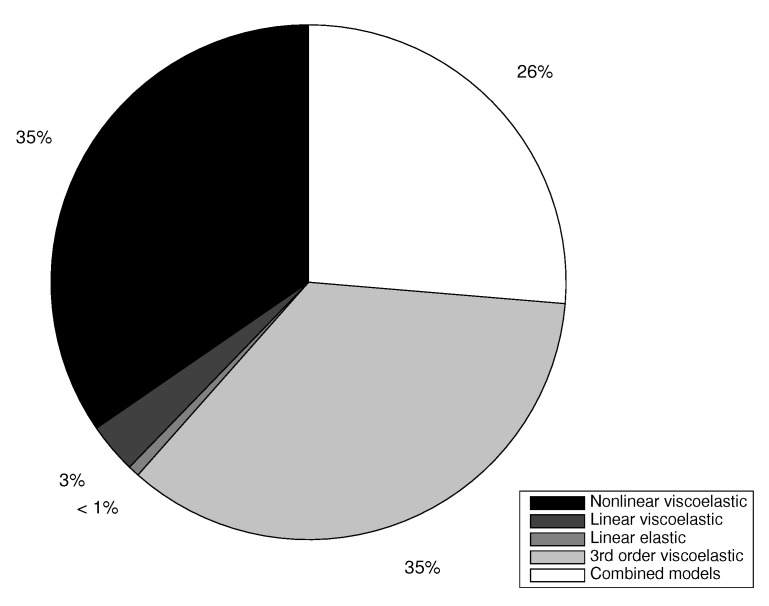 26%
35%
3%
< 1%
35%
Nonlinear viscoelastic
Linear viscoelastic
Linear elastic
3rd order viscoelastic
Combined models